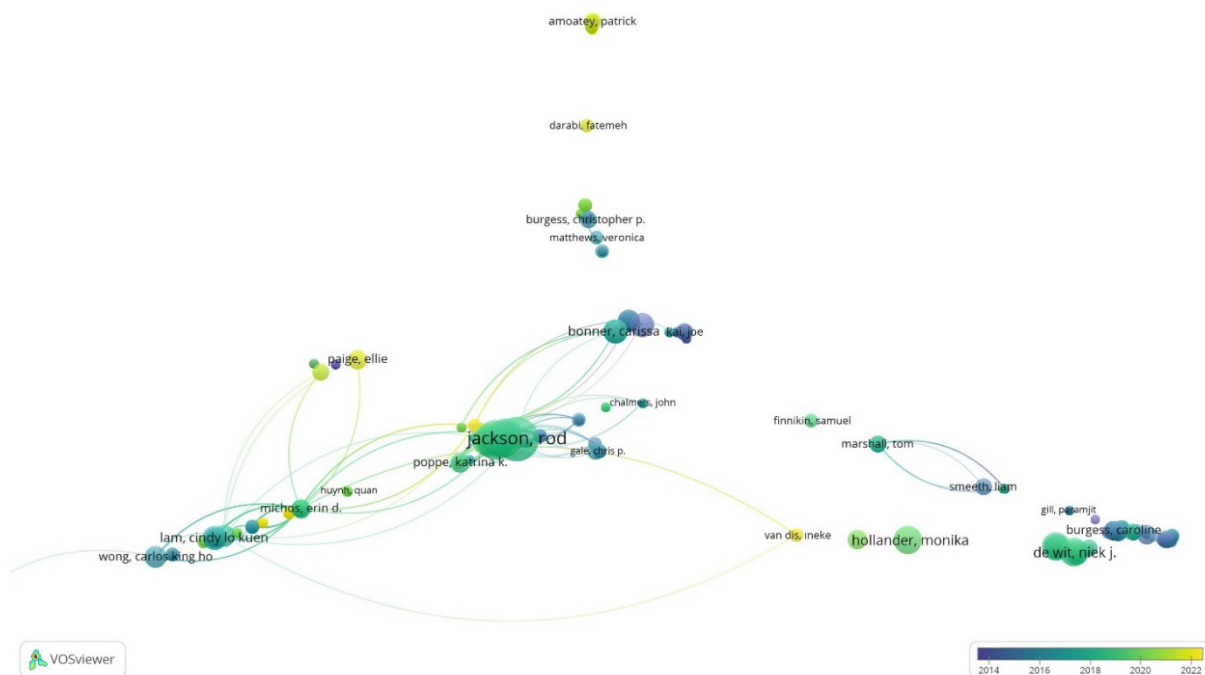 amoatey, patrick
darabi, fatemeh
burgess, christopher p.
matthews, veronica
bonner, carissa
kai, joe
paige, ellie
chalmers, john
finnikin, samuel
jackson, rod
marshall, tom
gale, chris p.
poppe, katrina k.
huynh, quan
smeeth, liam
michos, erin d.
gill, paramjit
burgess, caroline
lam, cindy lo kuen
van dis, ineke
hollander, monika
wong, carlos king ho
de wit, niek j.
VOSviewer
2014 2016 2018 2020 2022